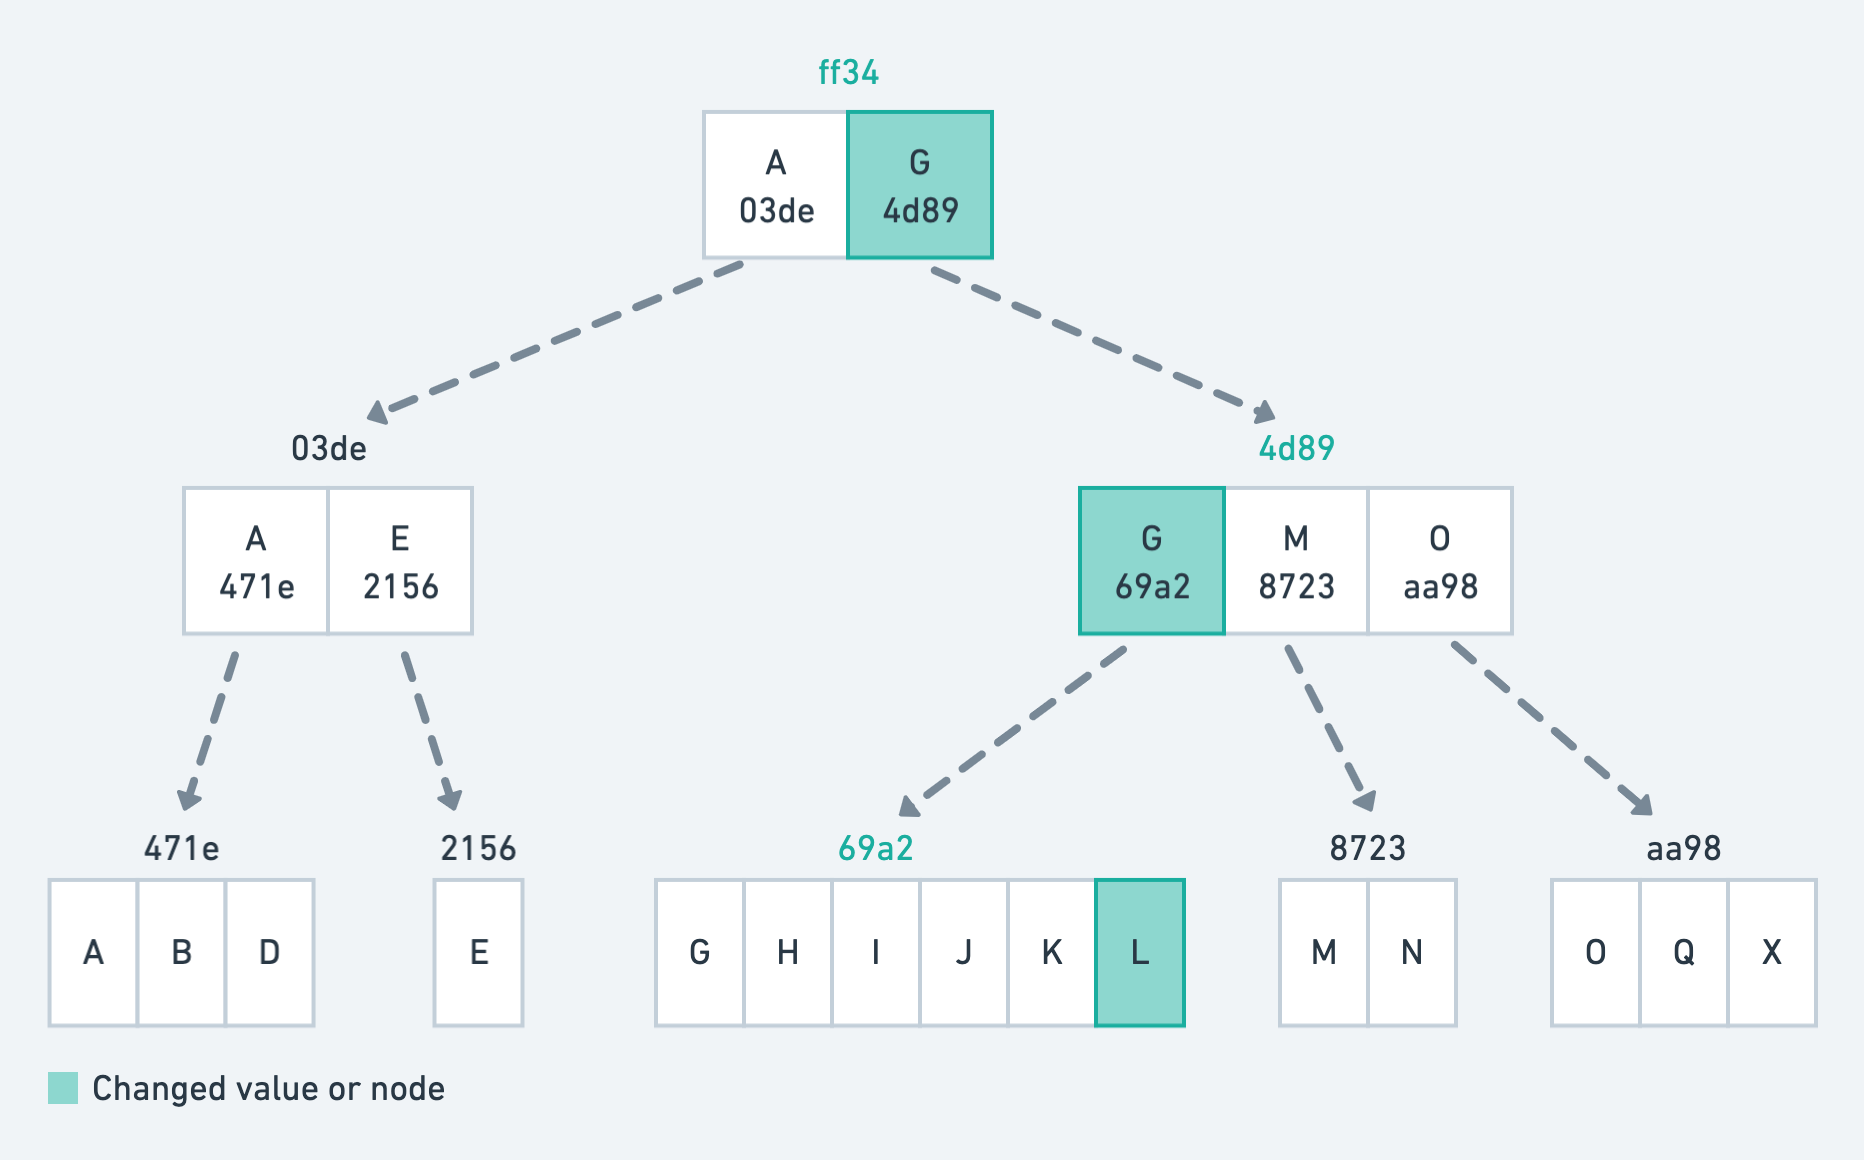 ff34
A G
03de 4d89
03de 4d89
A E G M O
471e 2156 69a2 8723 aa98
471e 2156 69a2 8723 aa98
A B D E G H I J K L M N O Q X
Changed value or node